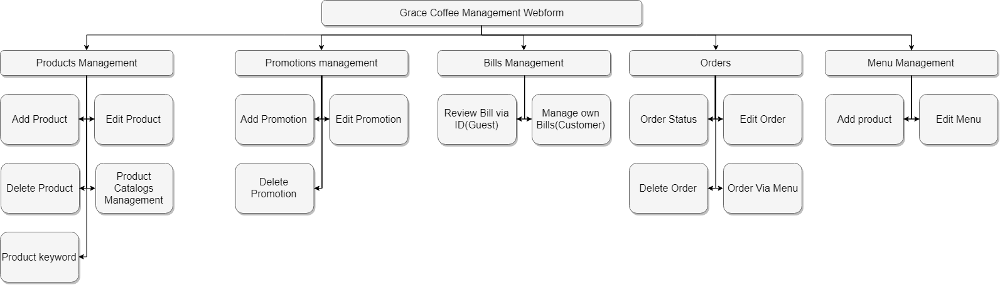 Grace Coffee Management Webform
Products Management
Promotions management
Bills Management
Orders
Menu Management
Add Product
Edit Product
Add Promotion
Edit Promotion
Review Bill via
ID(Guest)
Manage own
Bills(Customer)
Order Status
Edit Order
Add product
Edit Menu
Delete Product
Product
Catalogs
Management
Delete
Promotion
Delete Order
Order Via Menu
Product keyword